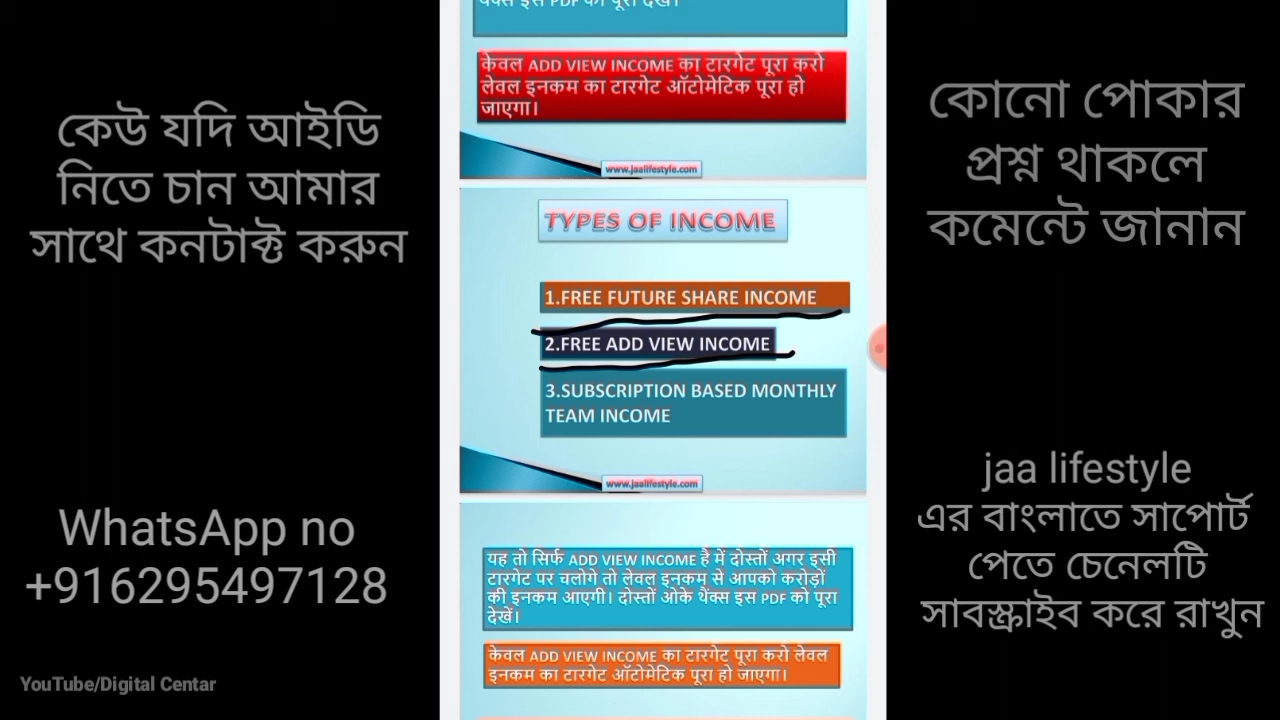 কেউ যদি আইডি
নিতে চান আমার
সাথে কনটাক্ট করুন
WhatsApp no
+916295497128
YouTube/Digital Centar
थैंक्स इस PDF को पूरा देखें।
केवल ADD VIEW INCOME का टारगेट पूरा करो
लेवल इनकम का टारगेट ऑटोमेटिक पूरा हो
जाएगा।
www.jaalifestyle.com
TYPES OF INCOME
1.FREE FUTURE SHARE INCOME
2.FREE ADD VIEW INCOME
3.SUBSCRIPTION BASED MONTHLY
TEAM INCOME
www.jaalifestyle.com
यह तो सिर्फ ADD VIEW INCOME है में दोस्तों अगर इसी
टारगेट पर चलोगे तो लेवल इनकम से आपको करोड़ों
की इनकम आएगी। दोस्तों ओके थैंक्स इस PDF को पूरा
देखें।
केवल ADD VIEW INCOME का टारगेट पूरा करो लेवल
इनकम का टारगेट ऑटोमेटिक पूरा हो जाएगा।
কোনো পোকার
প্রশ্ন থাকলে
কমেন্টে জানান
jaa lifestyle
এর বাংলাতে সাপোর্ট
পেতে চেনেলটি
সাবস্ক্রাইব করে রাখুন